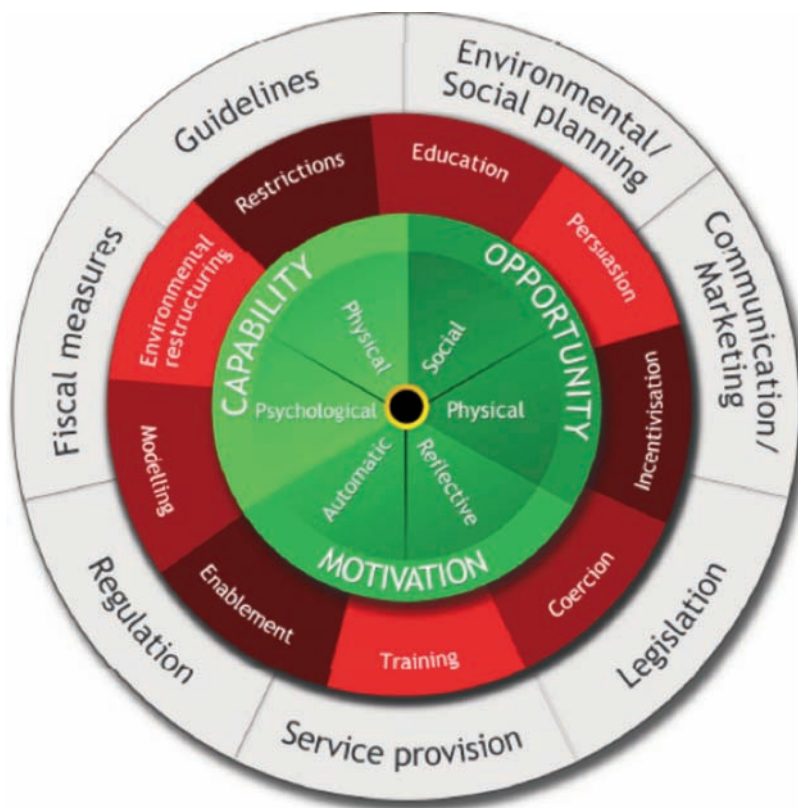 Guidelines
Environmental/
Social planning
Communication/
Marketing
Legislation
Service provision
Regulation
Fiscal measures
Restrictions
Education
Persuasion
Incentivisation
Coercion
Training
Enablement
Modelling
Environmental
restructuring
CAPABILITY
OPPORTUNITY
MOTIVATION
Physical
Social
Psychological
Physical
Automatic
Reflective